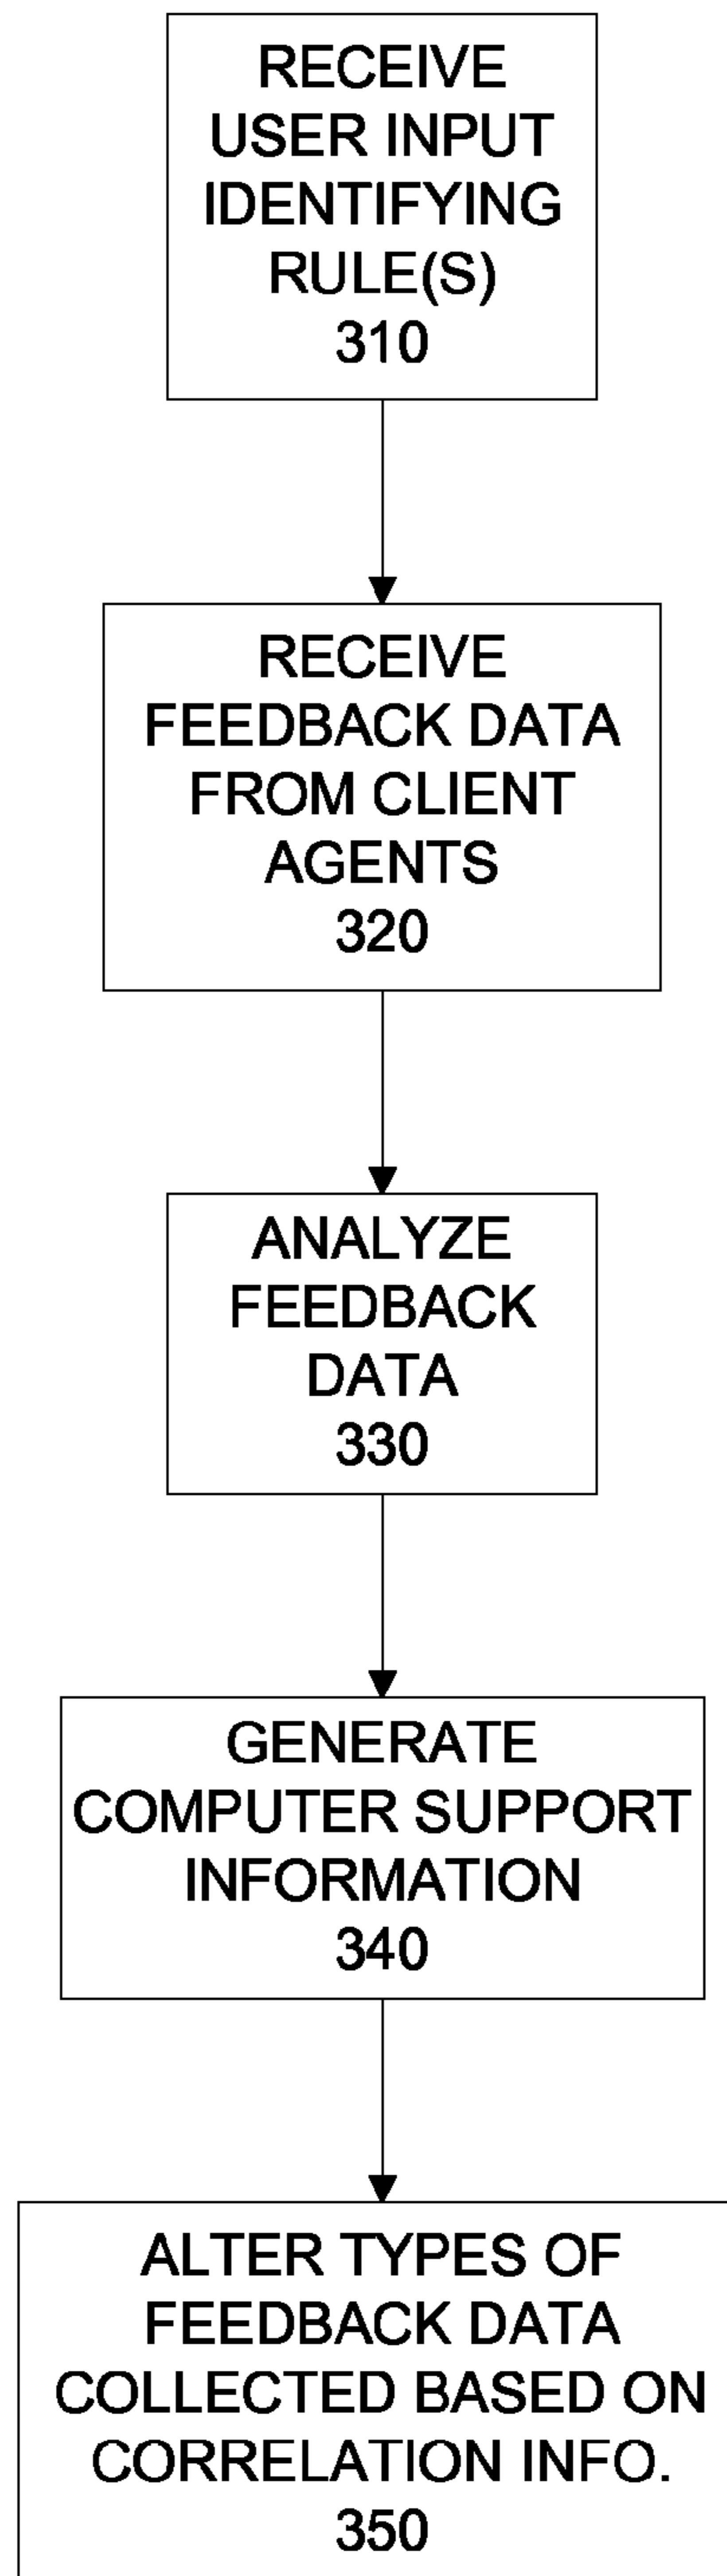 RECEIVE
USER INPUT
IDENTIFYING
RULE(S)
310
RECEIVE
FEEDBACK DATA
FROM CLIENT
AGENTS
320
ANALYZE
FEEDBACK
DATA
330
GENERATE
COMPUTER SUPPORT
INFORMATION
340
ALTER TYPES OF
FEEDBACK DATA
COLLECTED BASED ON
CORRELATION INFO.
350